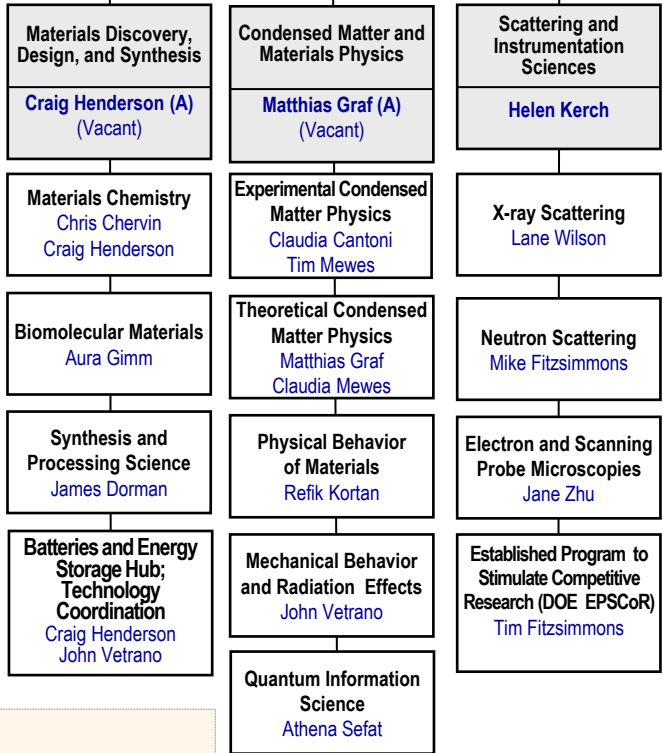 Materials Discovery,
Design, and Synthesis
Craig Henderson (A)
(Vacant)
Materials Chemistry
Chris Chervin
Craig Henderson
Biomolecular Materials
Aura Gimm
Synthesis and
Processing Science
James Dorman
Batteries and Energy
Storage Hub;
Technology
Coordination
Craig Henderson
John Vetrano
Condensed Matter and
Materials Physics
Matthias Graf (A)
(Vacant)
Experimental Condensed
Matter Physics
Claudia Cantoni
Tim Mewes
Theoretical Condensed
Matter Physics
Matthias Graf
Claudia Mewes
Physical Behavior
of Materials
Refik Kortan
Mechanical Behavior
and Radiation Effects
John Vetrano
Quantum Information
Science
Athena Sefat
Scattering and
Instrumentation
Sciences
Helen Kerch
X-ray Scattering
Lane Wilson
Neutron Scattering
Mike Fitzsimmons
Electron and Scanning
Probe Microscopies
Jane Zhu
Established Program to
Stimulate Competitive
Research (DOE EPSCoR)
Tim Fitzsimmons